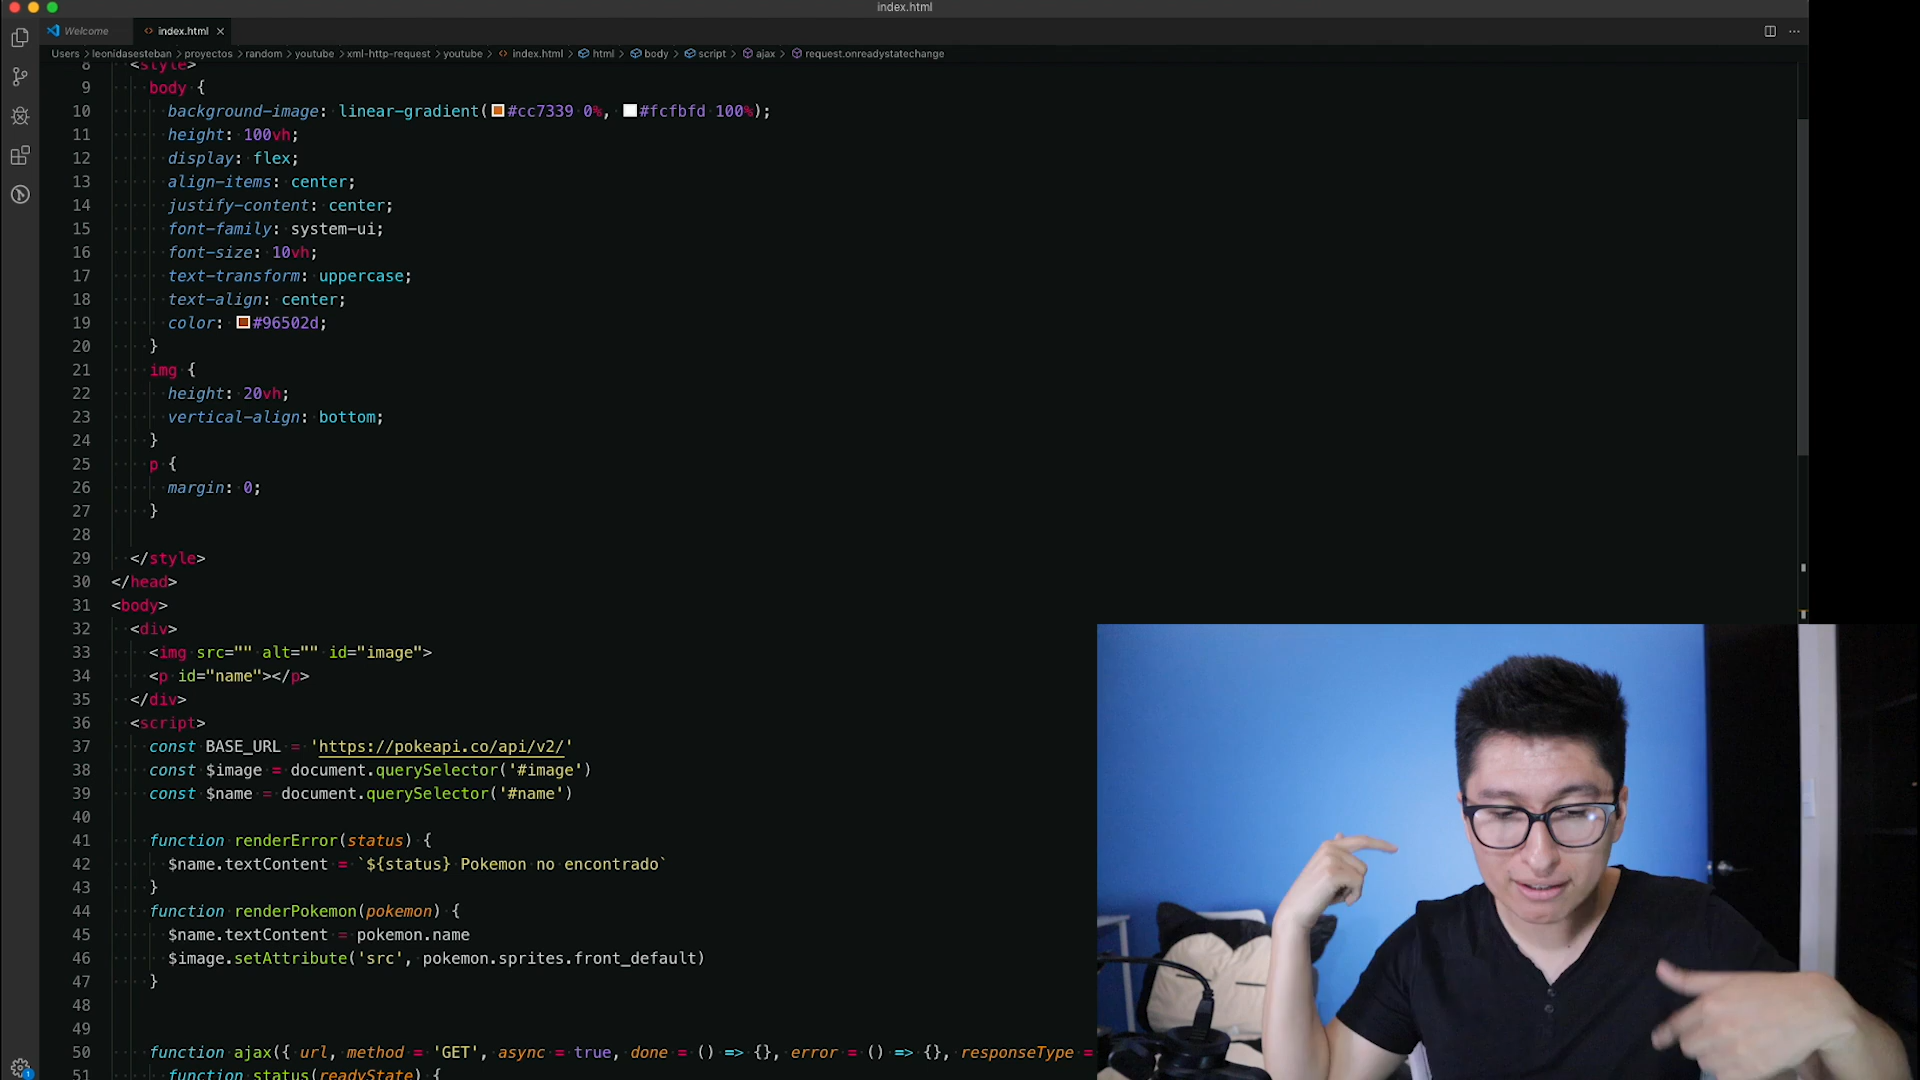 index.html
Welcome
index.html
Users > leonidasesteban > proyectos > random > youtube > xml-http-request > youtube > index.html > html > body > script > ajax > request.onreadystatechange
8 <style>
9 body {
10 background-image: linear-gradient(#cc7339 0%, #fcfbfd 100%);
11 height: 100vh;
12 display: flex;
13 align-items: center;
14 justify-content: center;
15 font-family: system-ui;
16 font-size: 10vh;
17 text-transform: uppercase;
18 text-align: center;
19 color: #96502d;
20 }
21 img {
22 height: 20vh;
23 vertical-align: bottom;
24 }
25 p {
26 margin: 0;
27 }
28
29 </style>
30 </head>
31 <body>
32 <div>
33 <img src="" alt="" id="image">
34 <p id="name"></p>
35 </div>
36 <script>
37 const BASE_URL = 'https://pokeapi.co/api/v2/'
38 const $image = document.querySelector('#image')
39 const $name = document.querySelector('#name')
40
41 function renderError(status) {
42 $name.textContent = `${status} Pokemon no encontrado`
43 }
44 function renderPokemon(pokemon) {
45 $name.textContent = pokemon.name
46 $image.setAttribute('src', pokemon.sprites.front_default)
47 }
48
49
50 function ajax({ url, method = 'GET', async = true, done = () => {}, error = () => {}, responseType =
51 function status(readyState) {
1